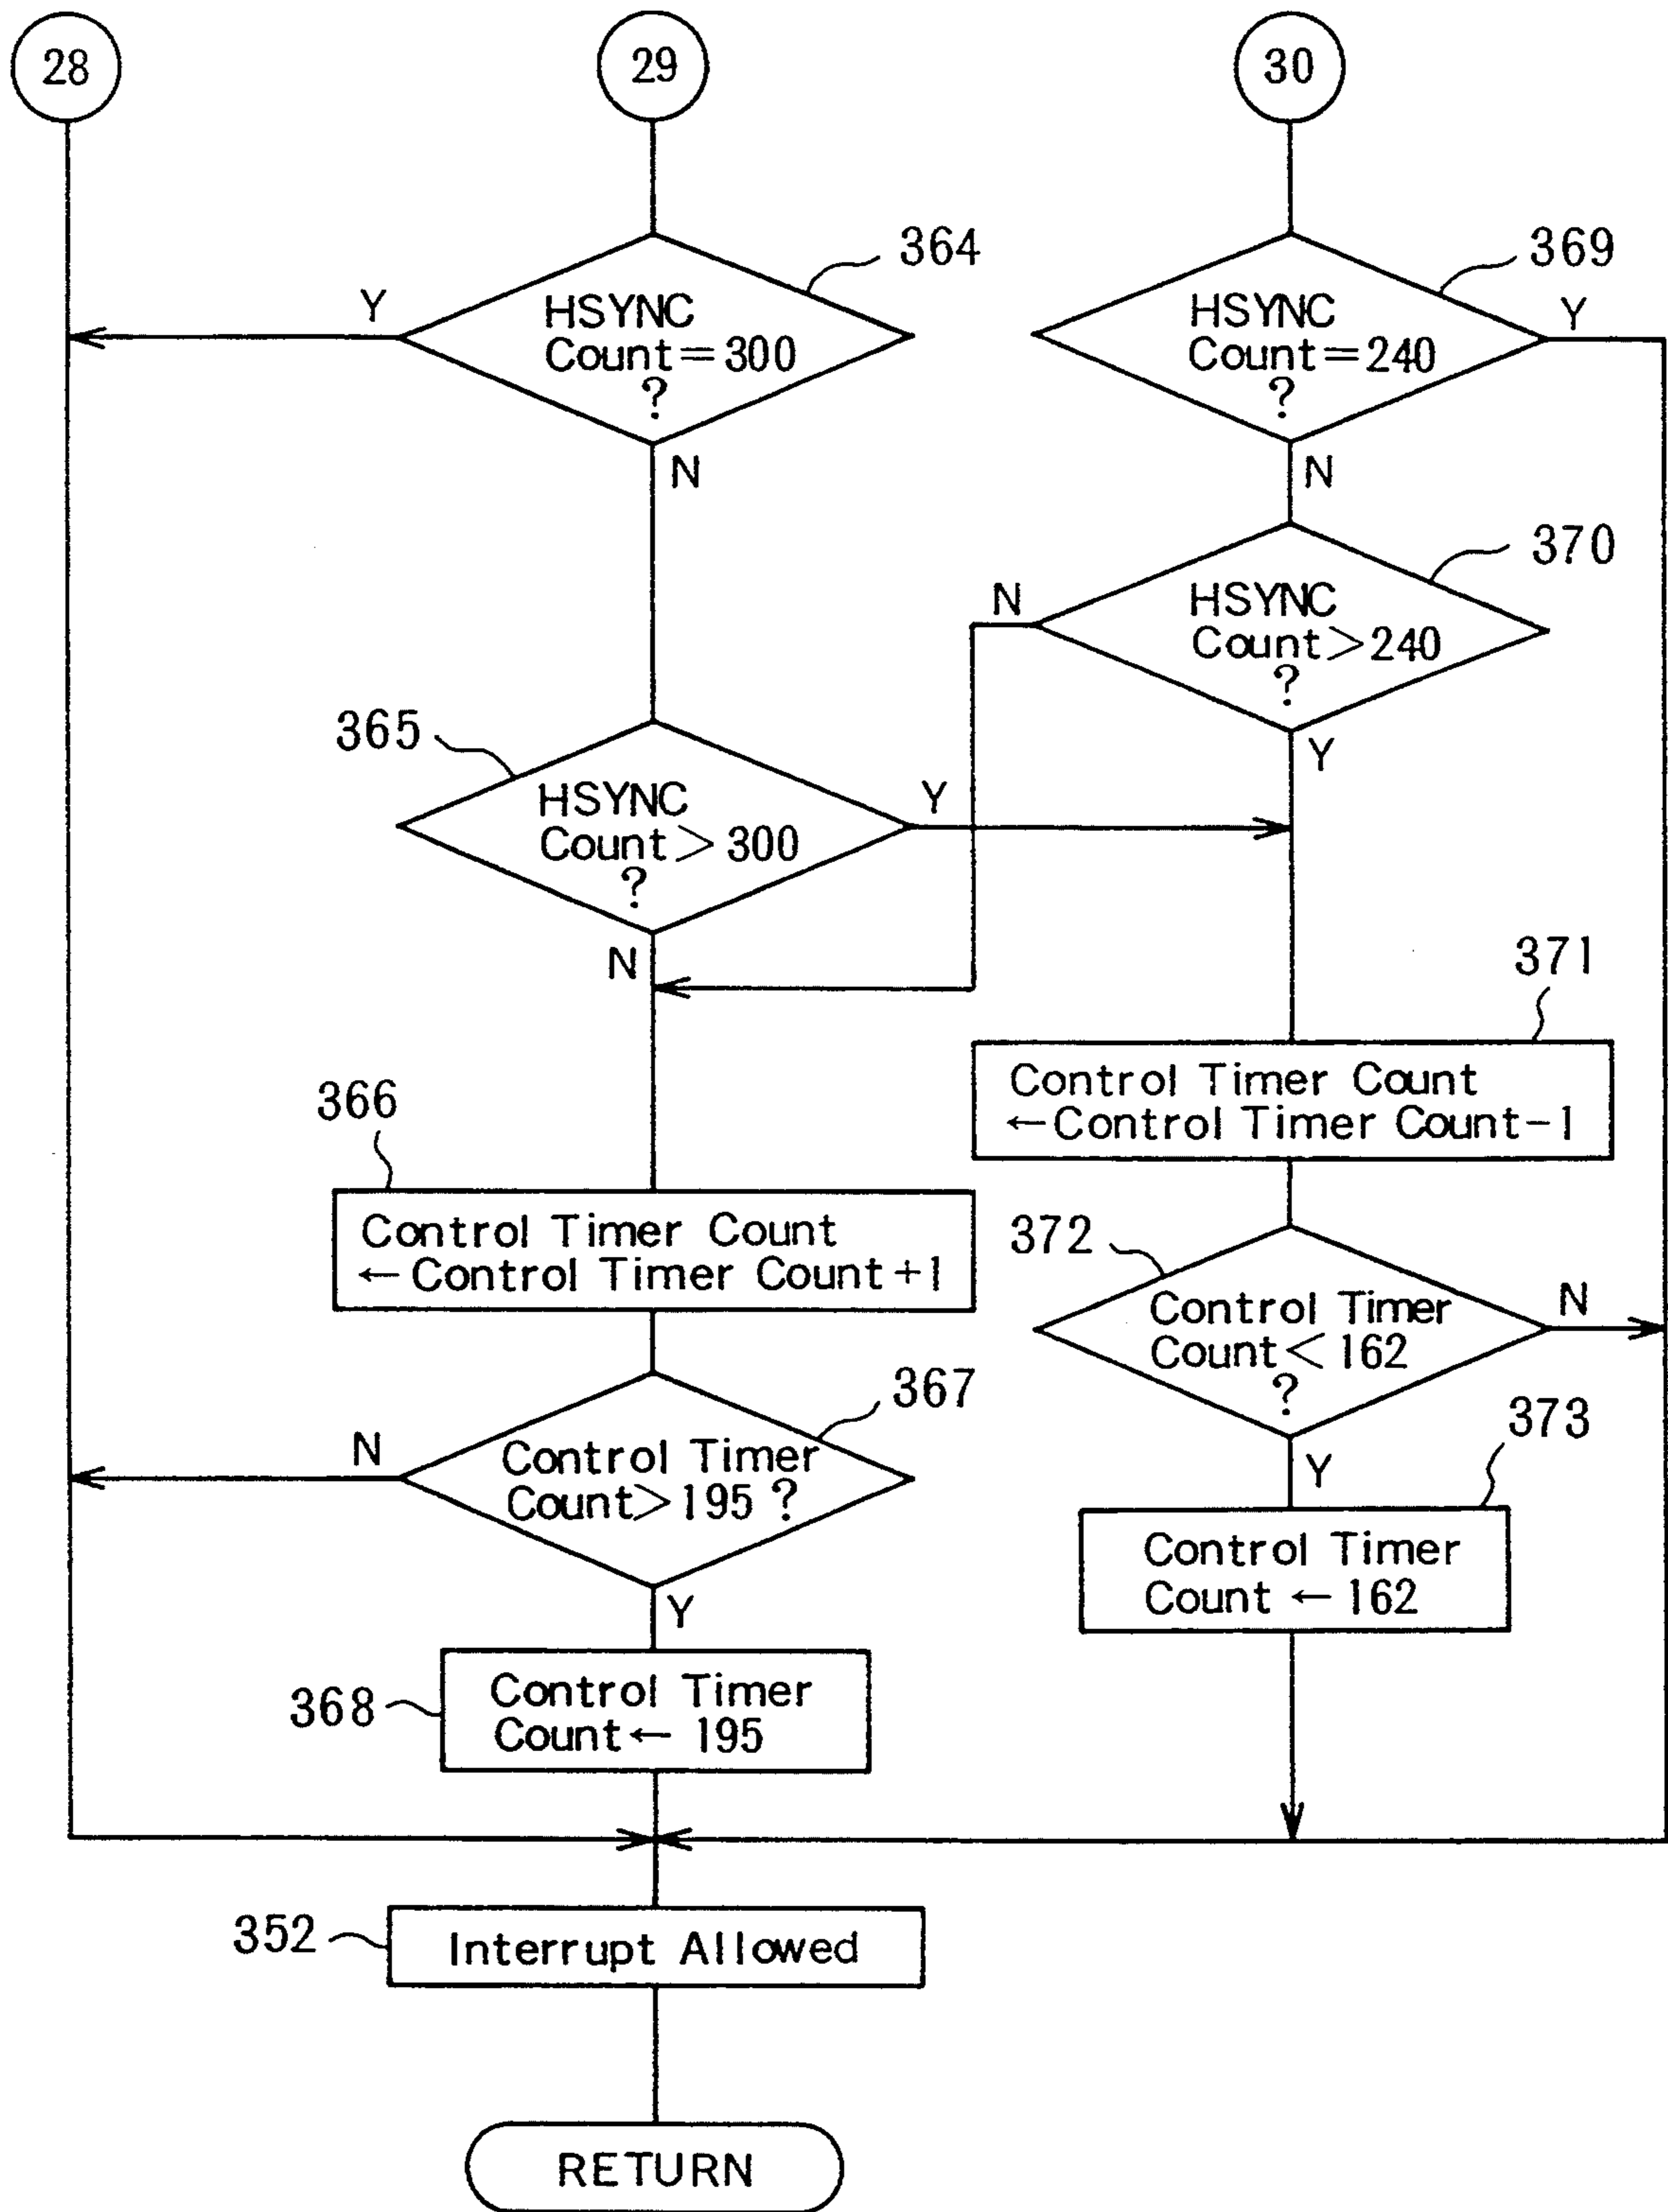 28
29
30
364
HSYNC
Count=300
?
Y
N
369
HSYNC
Count=240
?
Y
N
370
HSYNC
Count>240
?
N
Y
365
HSYNC
Count>300
?
Y
N
371
Control Timer Count
←Control Timer Count-1
366
Control Timer Count
←Control Timer Count+1
372
Control Timer
Count<162
?
N
Y
367
Control Timer
Count>195 ?
N
Y
373
Control Timer
Count ← 162
368
Control Timer
Count← 195
352
Interrupt Allowed
RETURN